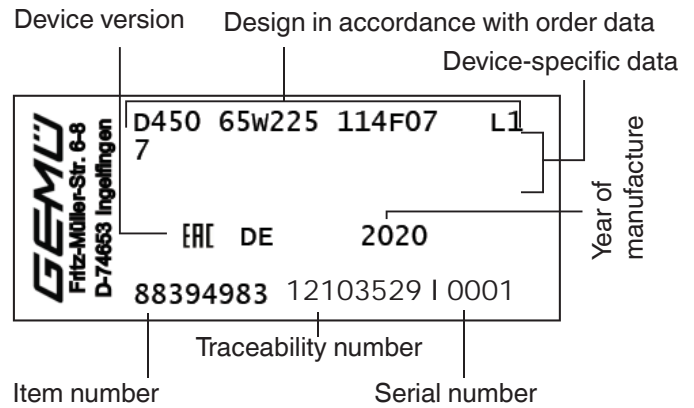 Device version
Design in accordance with order data
Device-specific data
Year of
manufacture
GEMÜ
Fritz-Müller-Str. 6-8
D-74653 Ingelfingen
D450 65W225 114F07 L1
7
EAC DE 2020
88394983 12103529 I 0001
Traceability number
Item number
Serial number